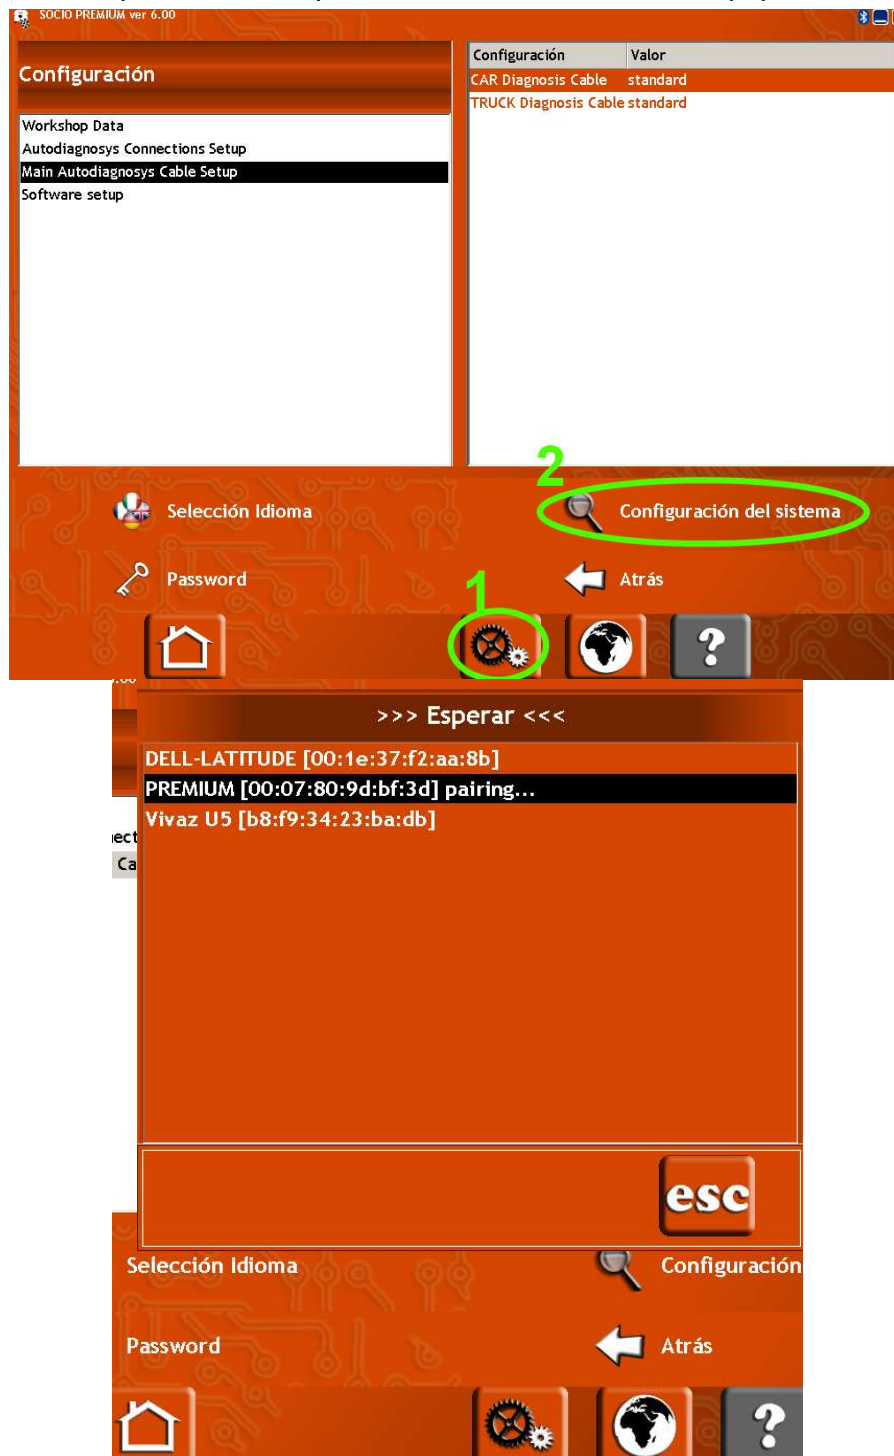 SOCIO PREMIUM ver 6.00
Configuración
Workshop Data
Autodiagnosys Connections Setup
Main Autodiagnosys Cable Setup
Software setup
Configuración Valor
CAR Diagnosis Cable standard
TRUCK Diagnosis Cable standard
2
Selección Idioma
Configuración del sistema
Password
1
Atrás
?
>>> Esperar <<<
DELL-LATITUDE [00:1e:37:f2:aa:8b]
PREMIUM [00:07:80:9d:bf:3d] pairing...
Vivaz U5 [b8:f9:34:23:ba:db]
nect
Ca
esc
Selección Idioma
Configuración
Password
Atrás
?